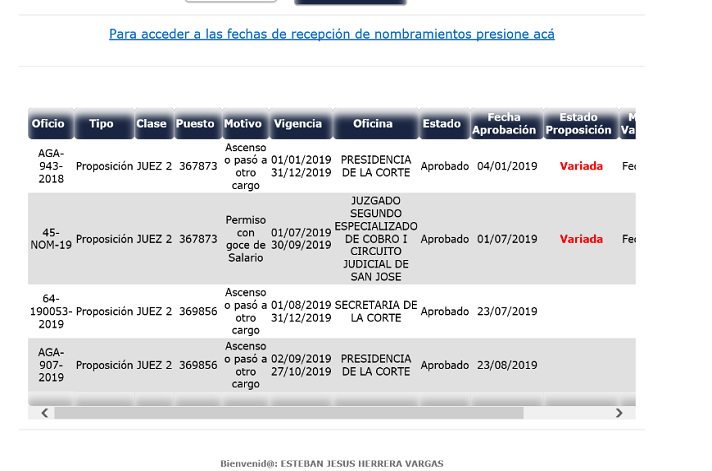 Para acceder a las fechas de recepción de nombramientos presione acá
Oficio Tipo Clase Puesto Motivo Vigencia Oficina Estado Fecha Aprobación Estado Proposición
AGA-943-2018 Proposición JUEZ 2 367873 Ascenso o pasó a otro cargo 01/01/2019 31/12/2019 PRESIDENCIA DE LA CORTE Aprobado 04/01/2019 Variada
45-NOM-19 Proposición JUEZ 2 367873 Permiso con goce de Salario 01/07/2019 30/09/2019 JUZGADO SEGUNDO ESPECIALIZADO DE COBRO I CIRCUITO JUDICIAL DE SAN JOSE Aprobado 01/07/2019 Variada
64-190053-2019 Proposición JUEZ 2 369856 Ascenso o pasó a otro cargo 01/08/2019 31/12/2019 SECRETARIA DE LA CORTE Aprobado 23/07/2019
AGA-907-2019 Proposición JUEZ 2 369856 Ascenso o pasó a otro cargo 02/09/2019 27/10/2019 PRESIDENCIA DE LA CORTE Aprobado 23/08/2019
Bienvenid@: ESTEBAN JESUS HERRERA VARGAS